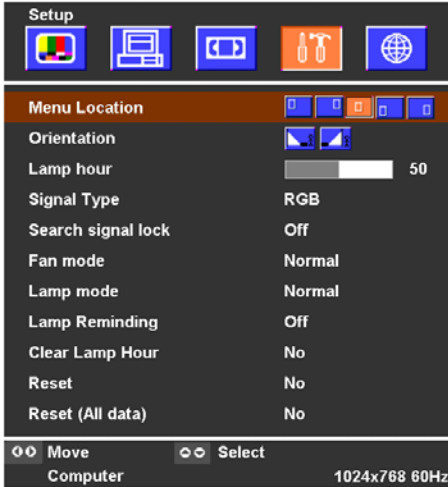 Setup
Menu Location
Orientation
Lamp hour 50
Signal Type RGB
Search signal lock Off
Fan mode Normal
Lamp mode Normal
Lamp Reminding Off
Clear Lamp Hour No
Reset No
Reset (All data) No
Move Select
Computer 1024x768 60Hz